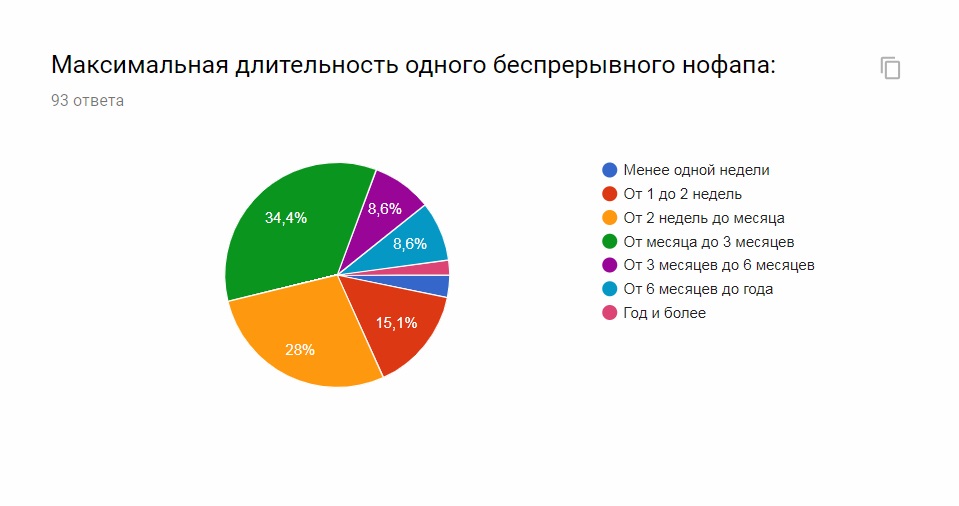 Максимальная длительность одного беспрерывного нофапа:
93 ответа
Менее одной недели
От 1 до 2 недель
От 2 недель до месяца
От месяца до 3 месяцев
От 3 месяцев до 6 месяцев
От 6 месяцев до года
Год и более
34,4%
8,6%
8,6%
15,1%
28%